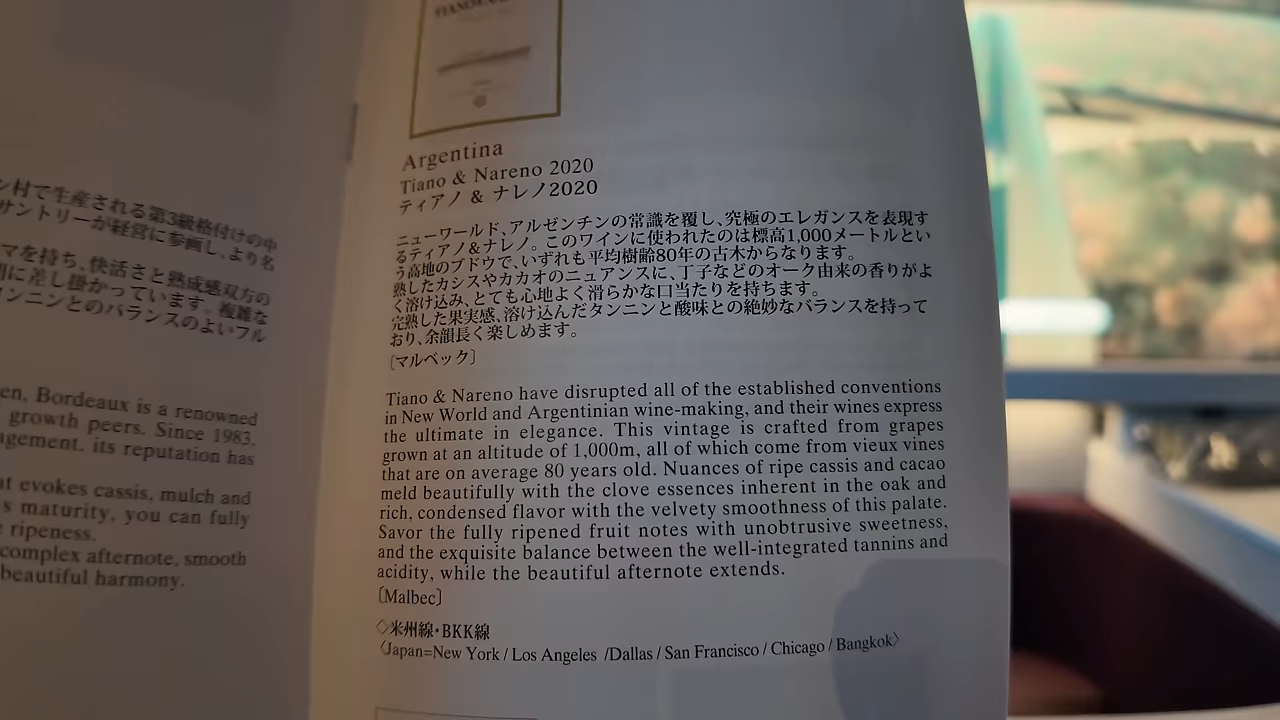 ン村で生産される第3級格付けの中
サントリーが経営に参画し、より名
マを持ち、快活さと熟成感双方の
間に差し掛かっています。複雑な
タンニンとのバランスのよいフル
en, Bordeaux is a renowned
growth peers. Since 1983,
agement, its reputation has
at evokes cassis, mulch and
s maturity, you can fully
e ripeness.
complex afternote, smooth
beautiful harmony.
Argentina
Tiano & Nareno 2020
ティアノ & ナレノ2020
ニューワールド、アルゼンチンの常識を覆し、究極のエレガンスを表現す
るティアノ&ナレノ。このワインに使われたのは標高1,000メートルとい
う高地のブドウで、いずれも平均樹齢80年の古木からなります。
熟したカシスやカカオのニュアンスに、丁子などのオーク由来の香りがよ
く溶け込み、とても心地よく滑らかな口当たりを持ちます。
完熟した果実感、溶け込んだタンニンと酸味との絶妙なバランスを持って
おり、余韻長く楽しめます。
〔マルベック〕
Tiano & Nareno have disrupted all of the established conventions
in New World and Argentinian wine-making, and their wines express
the ultimate in elegance. This vintage is crafted from grapes
grown at an altitude of 1,000m, all of which come from vieux vines
that are on average 80 years old. Nuances of ripe cassis and cacao
meld beautifully with the clove essences inherent in the oak and
rich, condensed flavor with the velvety smoothness of this palate.
Savor the fully ripened fruit notes with unobtrusive sweetness,
and the exquisite balance between the well-integrated tannins and
acidity, while the beautiful afternote extends.
〔Malbec〕
◇米州線・BKK線
〈Japan=New York / Los Angeles /Dallas / San Francisco / Chicago / Bangkok〉